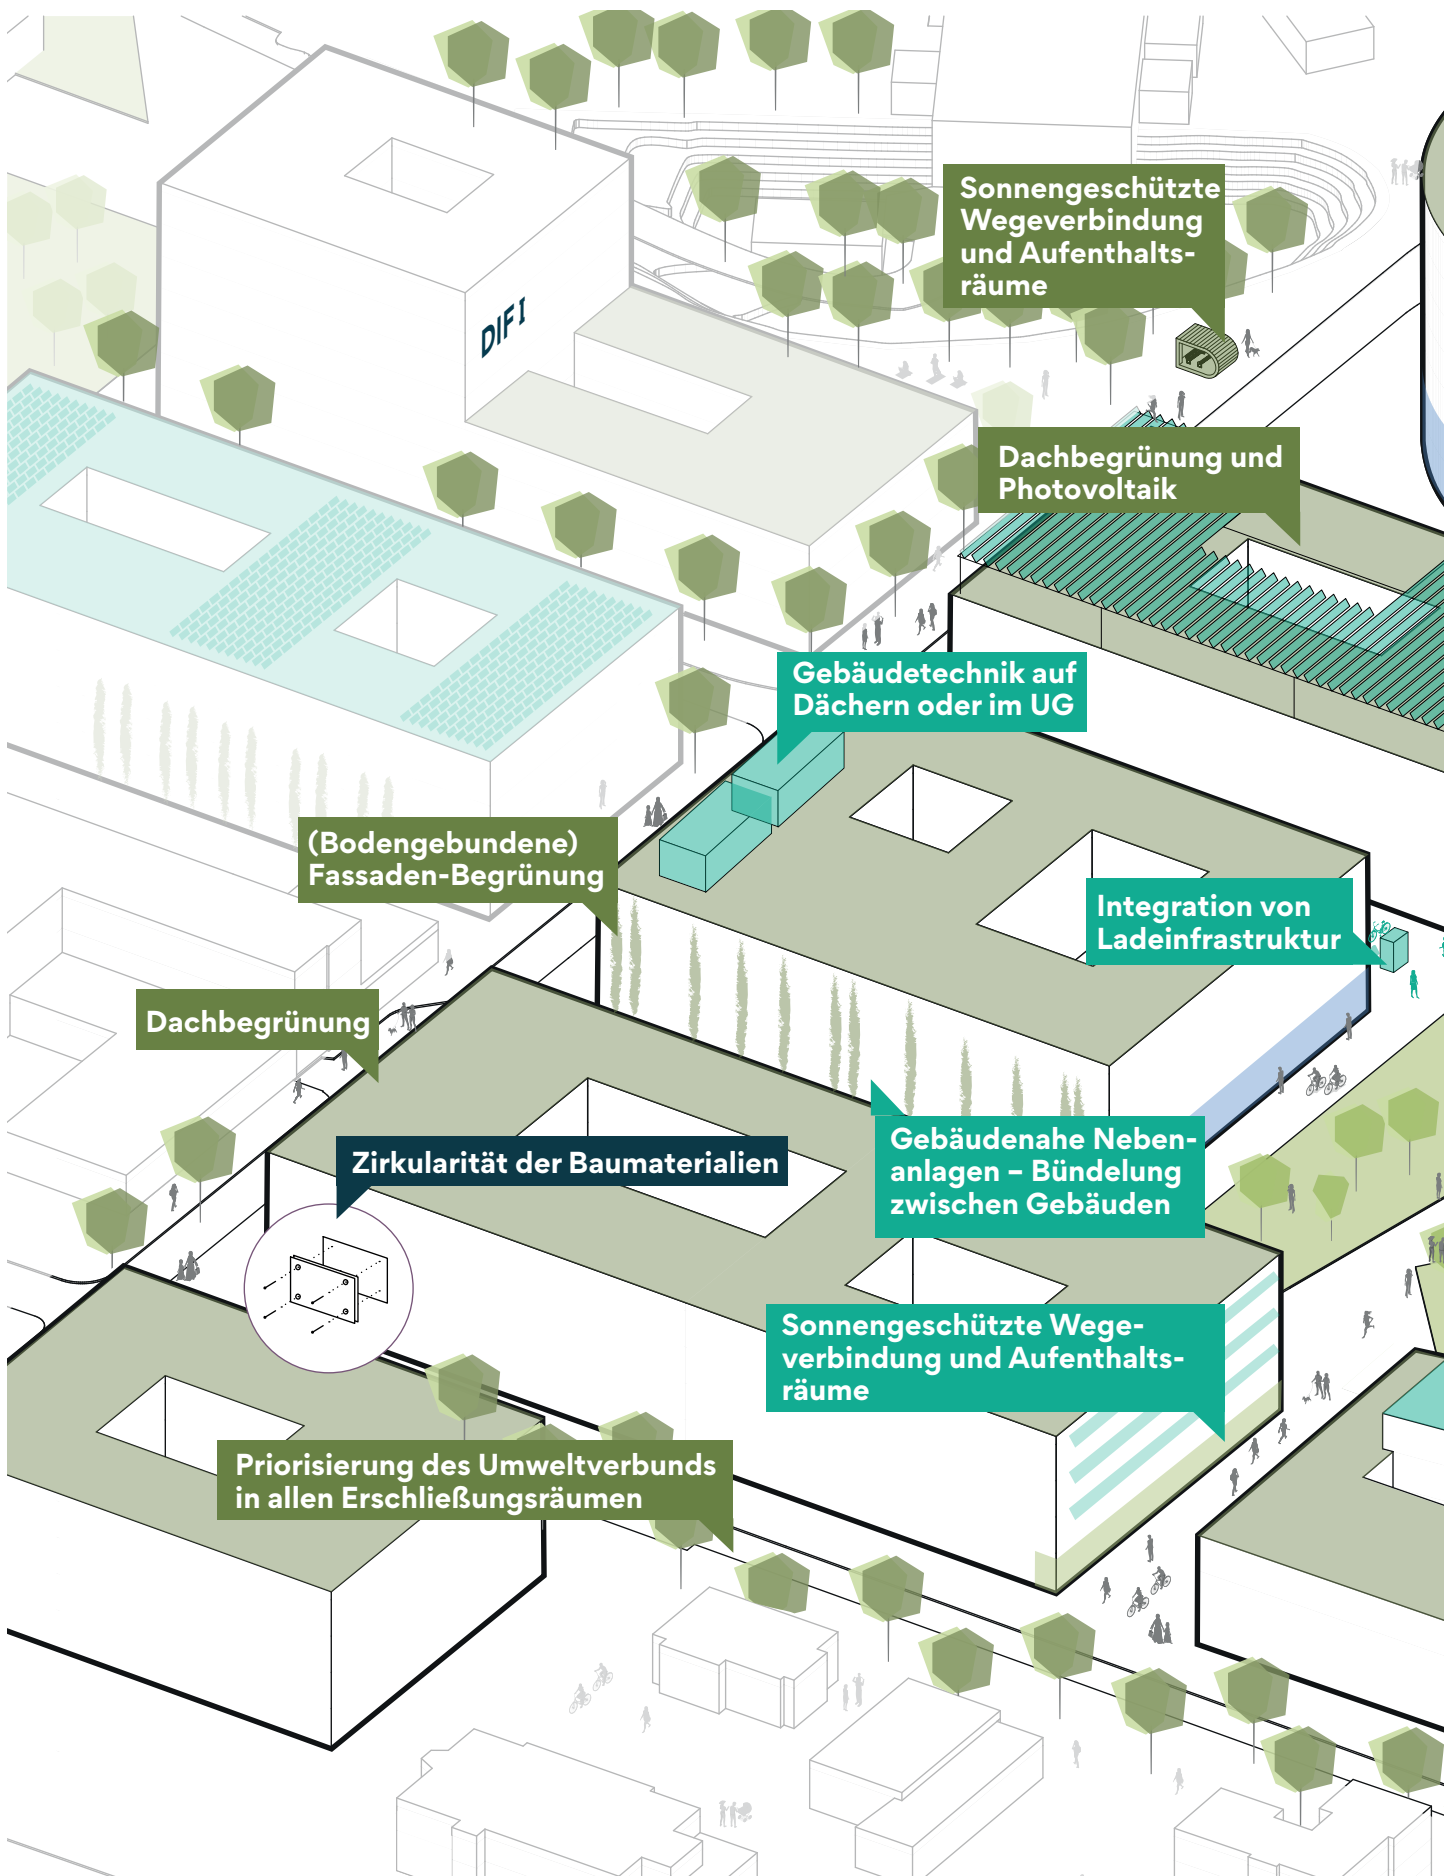 Sonnengeschützte
Wegeverbindung
und Aufenthalts-
räume
DIFI
Dachbegrünung und
Photovoltaik
Gebäudetechnik auf
Dächern oder im UG
(Bodengebundene)
Fassaden-Begrünung
Integration von
Ladeinfrastruktur
Dachbegrünung
Gebäudenahe Neben-
anlagen – Bündelung
zwischen Gebäuden
Zirkularität der Baumaterialien
Sonnengeschützte Wege-
verbindung und Aufenthalts-
räume
Priorisierung des Umweltverbunds
in allen Erschließungsräumen